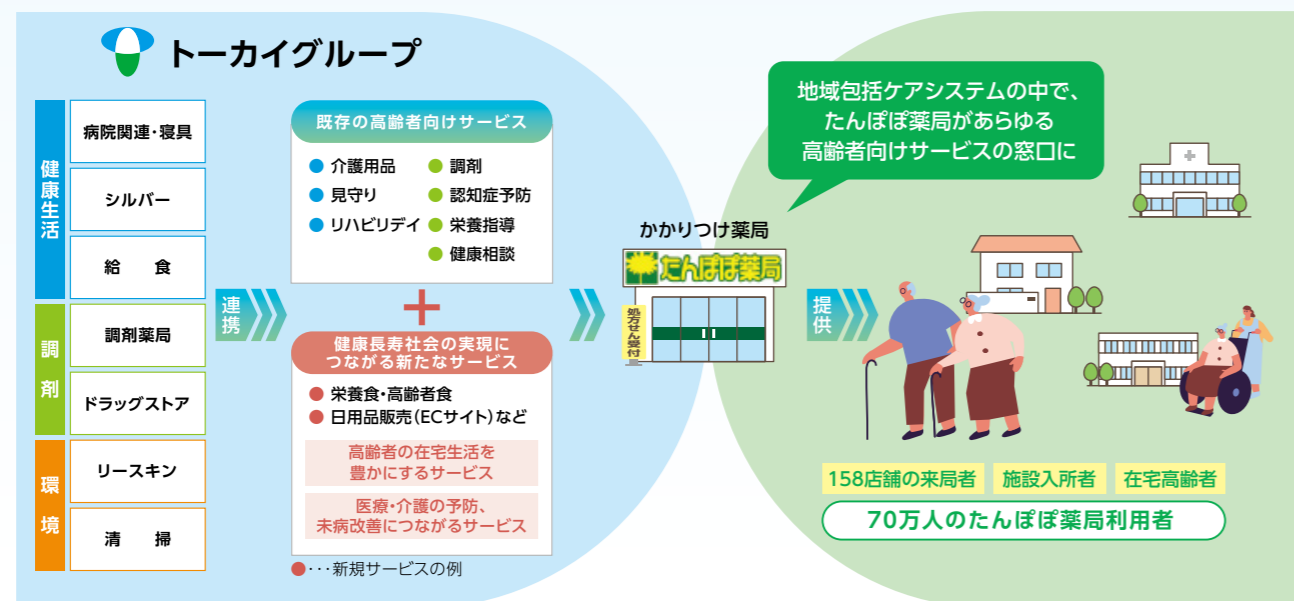 トーカイグループ
健康生活
病院関連・寝具
シルバー
給　食
調　剤
調剤薬局
ドラッグストア
環　境
リースキン
清　掃
連携
既存の高齢者向けサービス
● 介護用品
● 見守り
● リハビリデイ
● 調剤
● 認知症予防
● 栄養指導
● 健康相談
＋
健康長寿社会の実現に
つながる新たなサービス
● 栄養食・高齢者食
● 日用品販売（ECサイト）など
高齢者の在宅生活を
豊かにするサービス
医療・介護の予防、
未病改善につながるサービス
●・・・新規サービスの例
かかりつけ薬局
たんぽぽ薬局
処方せん受付
地域包括ケアシステムの中で、
たんぽぽ薬局があらゆる
高齢者向けサービスの窓口に
提供
158店舗の来局者
施設入所者
在宅高齢者
70万人のたんぽぽ薬局利用者